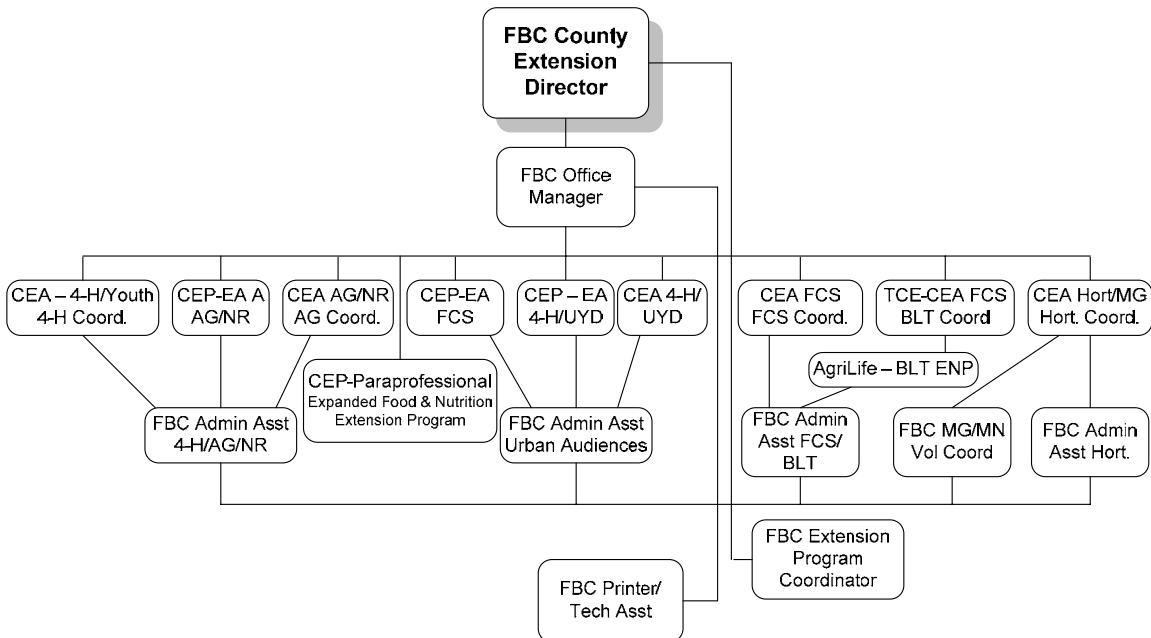 FBC County
Extension
Director
FBC Office
Manager
CEA – 4-H/Youth
4-H Coord.
CEP-EA A
AG/NR
CEA AG/NR
AG Coord.
CEP-EA
FCS
CEP – EA
4-H/UYD
CEA 4-H/
UYD
CEA FCS
FCS Coord.
TCE-CEA FCS
BLT Coord
CEA Hort/MG
Hort. Coord.
AgriLife – BLT ENP
CEP-Paraprofessional
Expanded Food & Nutrition
Extension Program
FBC Admin Asst
4-H/AG/NR
FBC Admin Asst
Urban Audiences
FBC Admin
Asst FCS/
BLT
FBC MG/MN
Vol Coord
FBC Admin
Asst Hort.
FBC Extension
Program
Coordinator
FBC Printer/
Tech Asst